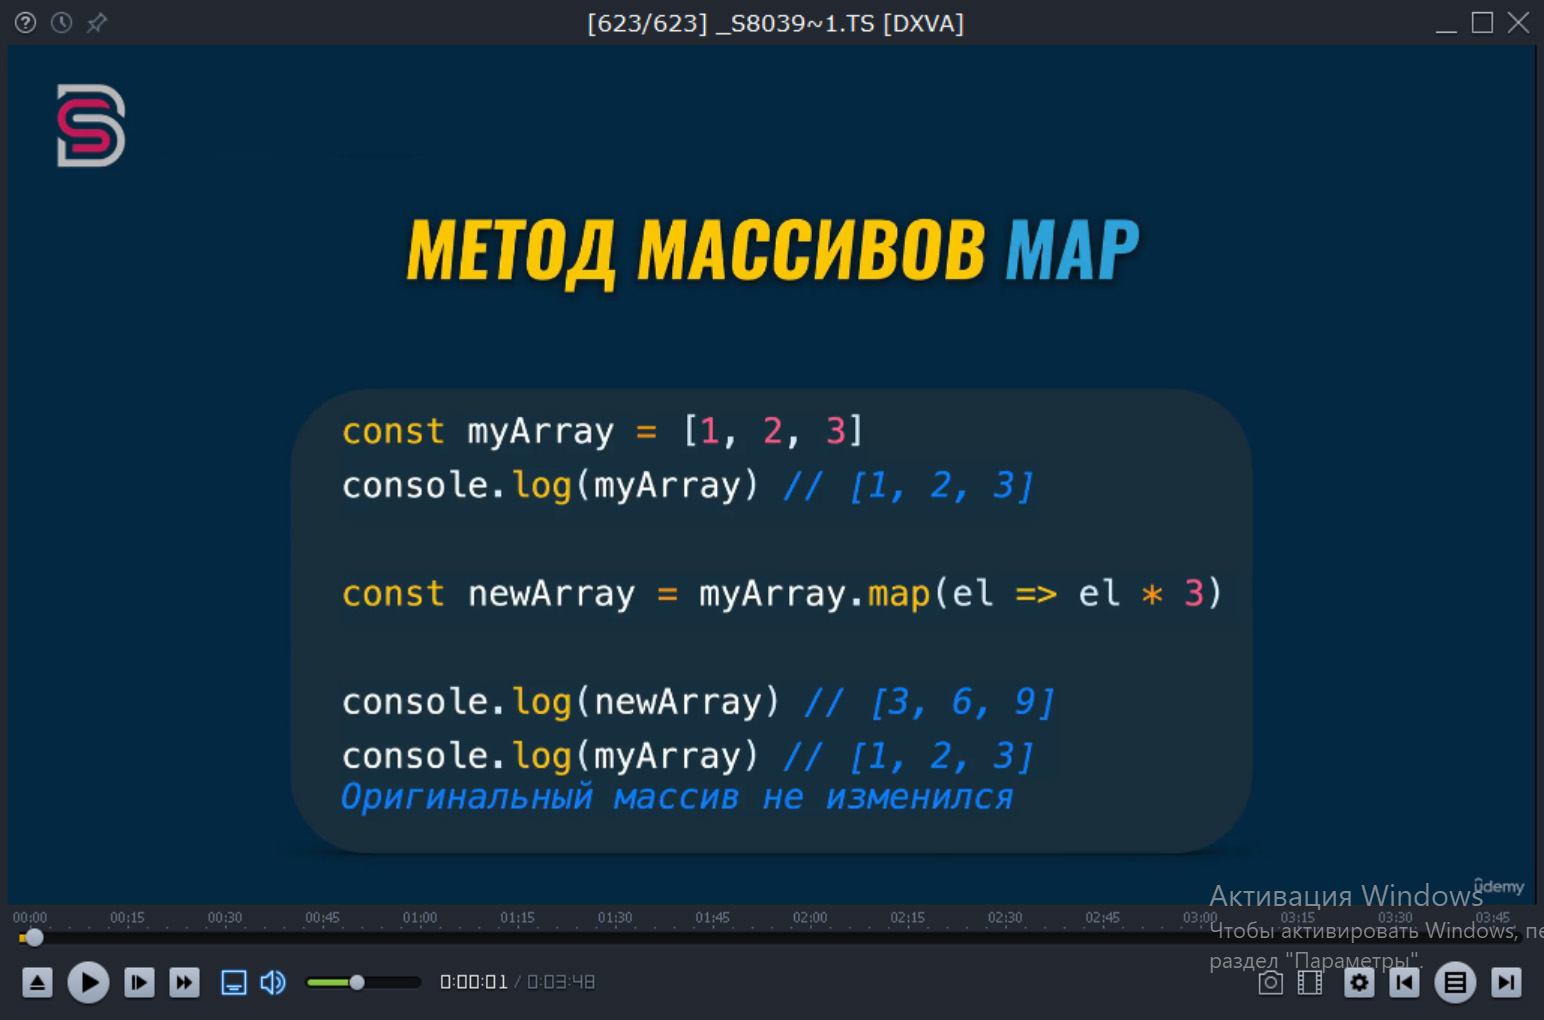 [623/623] _S8039~1.TS [DXVA]
МЕТОД МАССИВОВ MAP
const myArray = [1, 2, 3]
console.log(myArray) // [1, 2, 3]
const newArray = myArray.map(el => el * 3)
console.log(newArray) // [3, 6, 9]
console.log(myArray) // [1, 2, 3]
Оригинальный массив не изменился
ûdemy
Активация Windows
Чтобы активировать Windows, пе
раздел "Параметры".
00:00 00:15 00:30 00:45 01:00 01:15 01:30 01:45 02:00 02:15 02:30 02:45 03:00 03:15 03:30 03:45
0:00:01 / 0:03:48